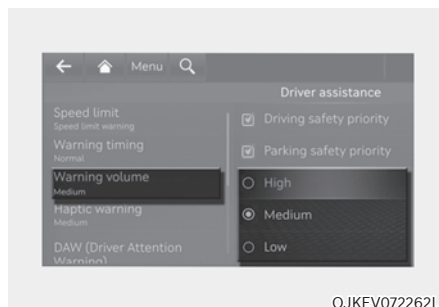 Menu
Driver assistance
Speed limit
Speed limit warning
Warning timing
Normal
Warning volume
Medium
Haptic warning
Medium
DAW (Driver Attention
Warning)
Driving safety priority
Parking safety priority
High
Medium
Low
OJKEV072262L